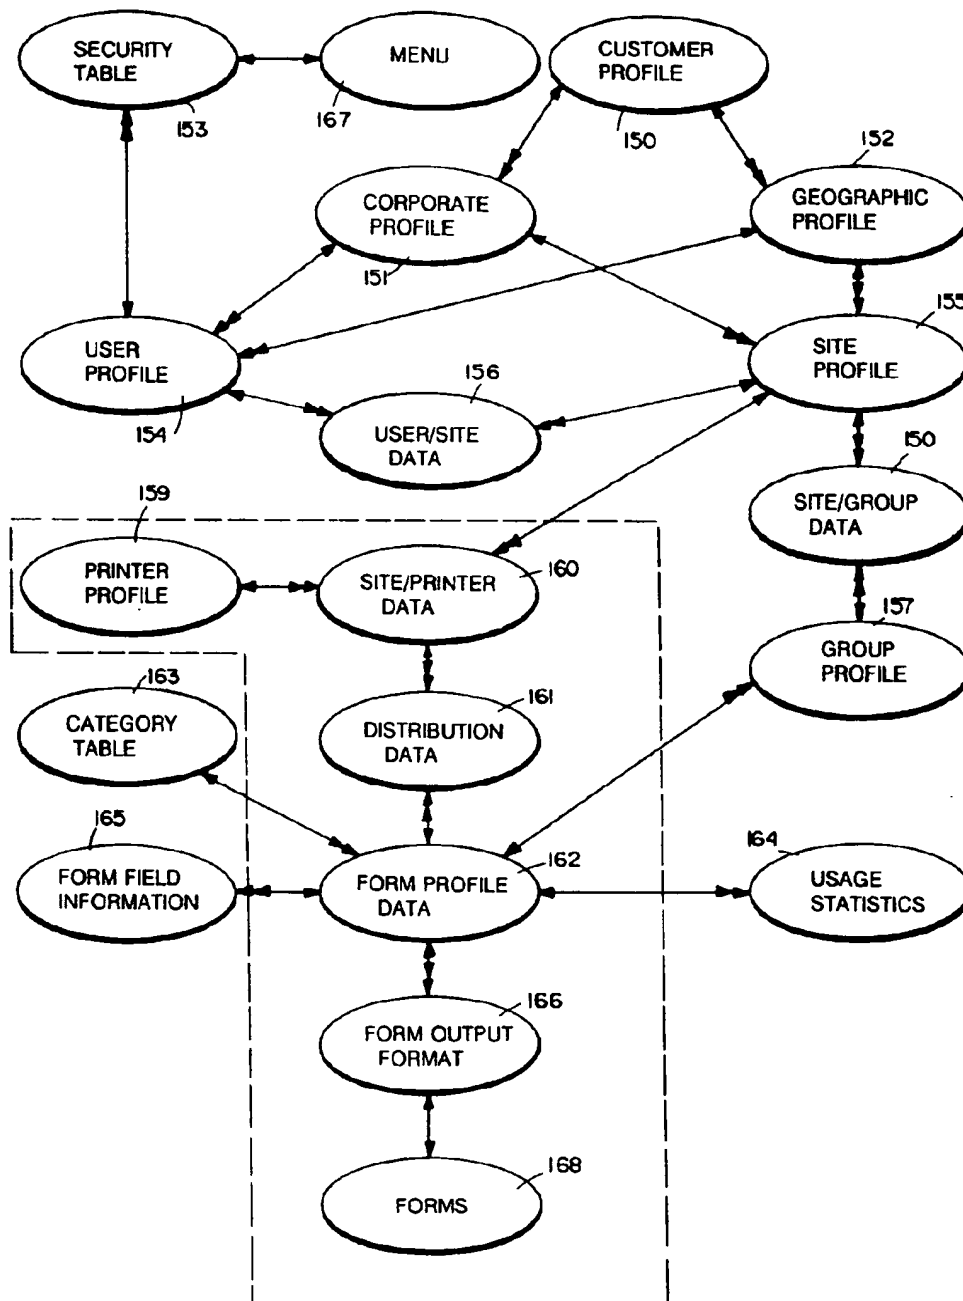 SECURITY
TABLE
153
MENU
167
CUSTOMER
PROFILE
150
152
GEOGRAPHIC
PROFILE
CORPORATE
PROFILE
151
155
USER
PROFILE
154
SITE
PROFILE
156
USER/SITE
DATA
150
SITE/GROUP
DATA
159
PRINTER
PROFILE
SITE/PRINTER
DATA
160
157
GROUP
PROFILE
163
CATEGORY
TABLE
161
DISTRIBUTION
DATA
165
FORM FIELD
INFORMATION
162
FORM PROFILE
DATA
164
USAGE
STATISTICS
166
FORM OUTPUT
FORMAT
168
FORMS